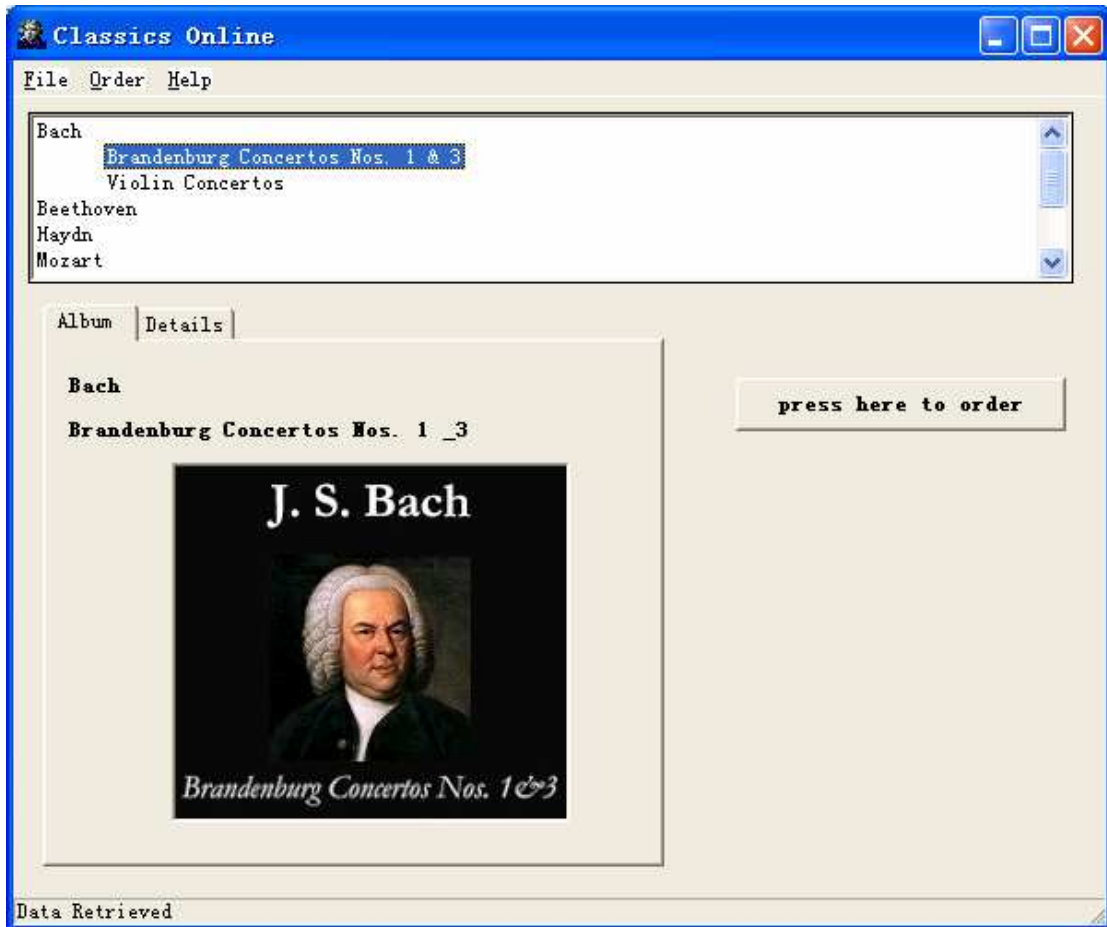 Classics Online
File Order Help
Bach
Brandenburg Concertos Nos. 1 & 3
Violin Concertos
Beethoven
Haydn
Mozart
Album Details
Bach
Brandenburg Concertos Nos. 1 _3
press here to order
J. S. Bach
Brandenburg Concertos Nos. 1&3
Data Retrieved